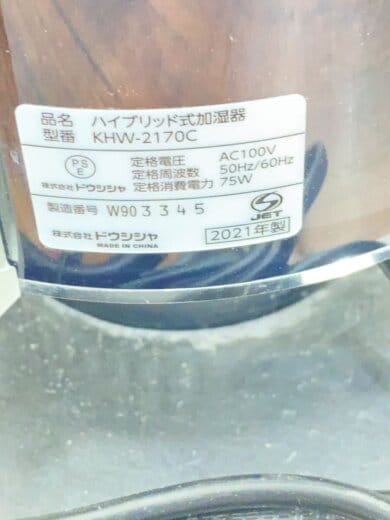 品名 ハイブリッド式加湿器
型番 KHW-2170C
PS E 定格電圧 AC100V
定格周波数 50Hz/60Hz
株式会社ドウシシャ 定格消費電力 75W
製造番号 W903345
S JET
株式会社ドウシシャ 2021年製
MADE IN CHINA